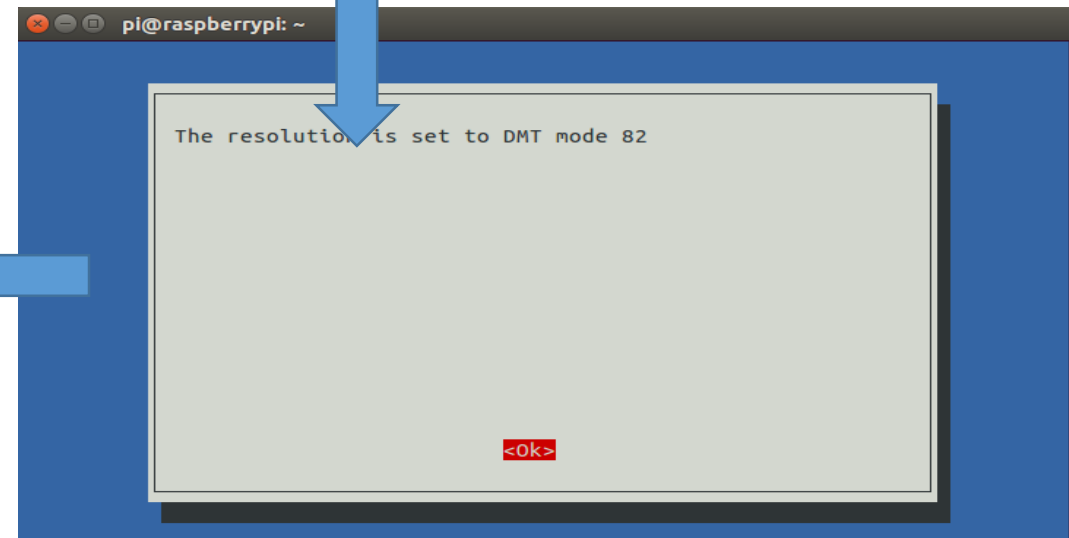 pi@raspberrypi: ~
The resolution is set to DMT mode 82
<Ok>